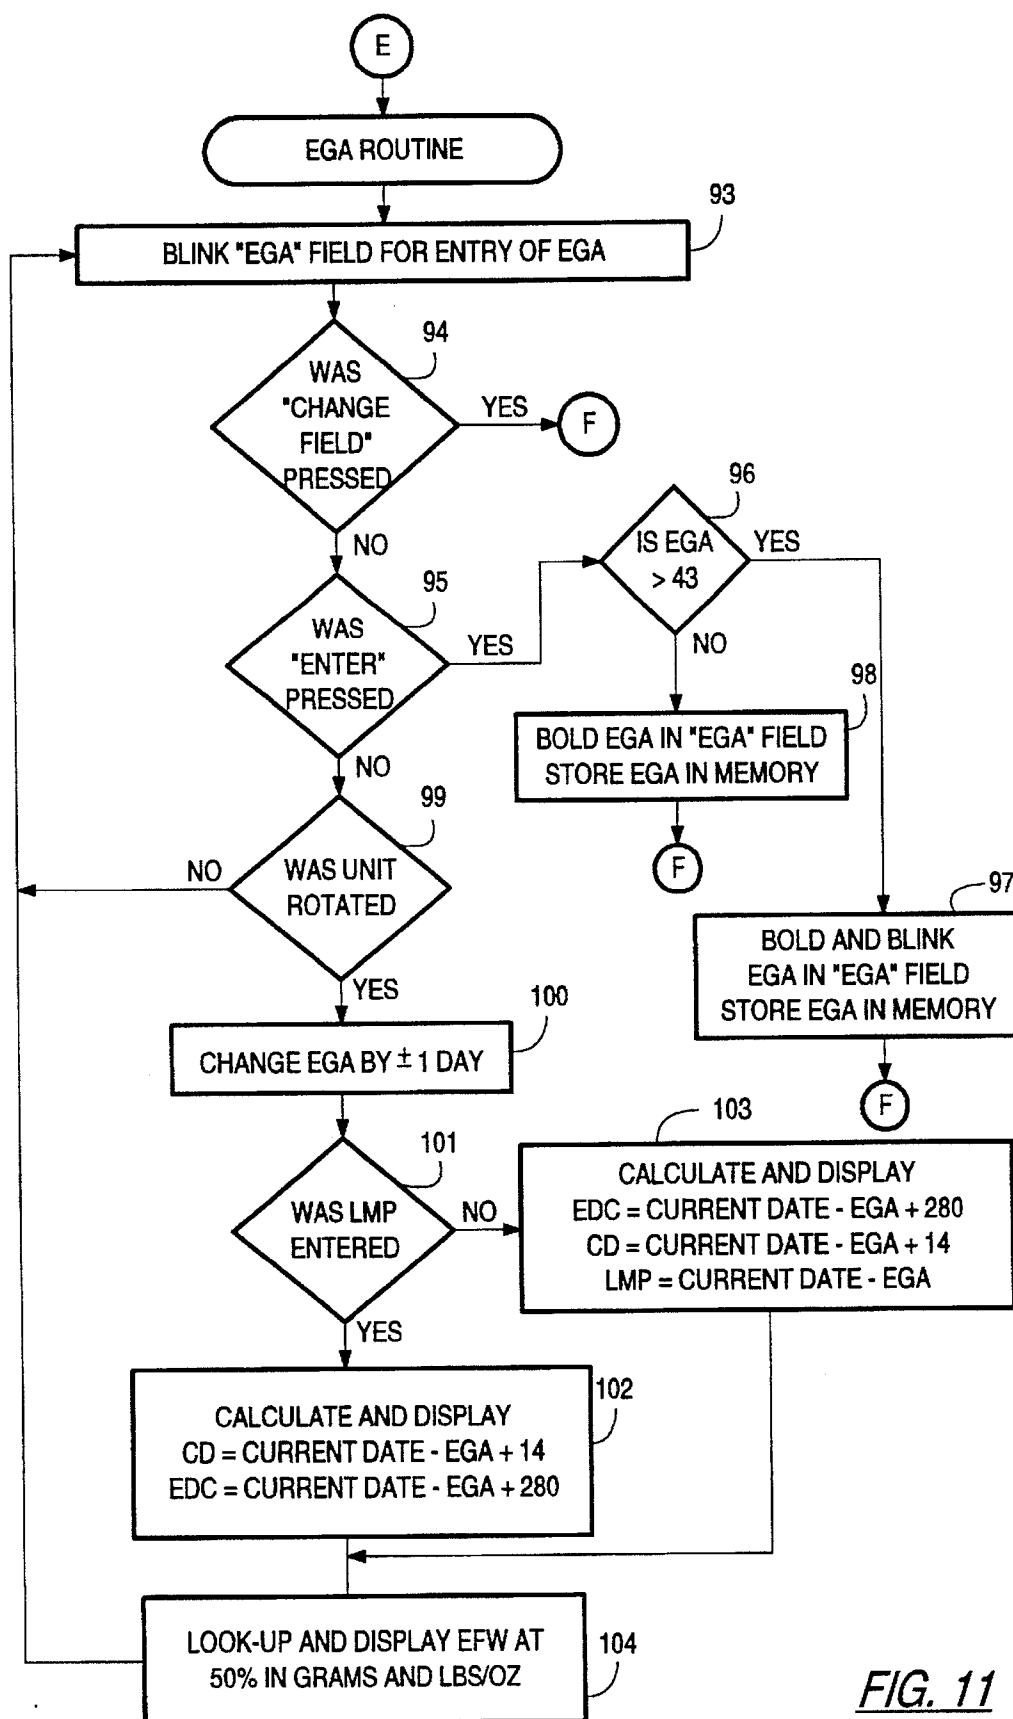 E
EGA ROUTINE
93
BLINK "EGA" FIELD FOR ENTRY OF EGA
94
WAS
"CHANGE
FIELD"
PRESSED
YES
F
NO
95
WAS
"ENTER"
PRESSED
YES
96
IS EGA
> 43
YES
NO
98
BOLD EGA IN "EGA" FIELD
STORE EGA IN MEMORY
F
97
BOLD AND BLINK
EGA IN "EGA" FIELD
STORE EGA IN MEMORY
F
NO
99
WAS UNIT
ROTATED
NO
YES
100
CHANGE EGA BY ± 1 DAY
101
WAS LMP
ENTERED
NO
103
CALCULATE AND DISPLAY
EDC = CURRENT DATE - EGA + 280
CD = CURRENT DATE - EGA + 14
LMP = CURRENT DATE - EGA
YES
102
CALCULATE AND DISPLAY
CD = CURRENT DATE - EGA + 14
EDC = CURRENT DATE - EGA + 280
104
LOOK-UP AND DISPLAY EFW AT
50% IN GRAMS AND LBS/OZ
FIG. 11